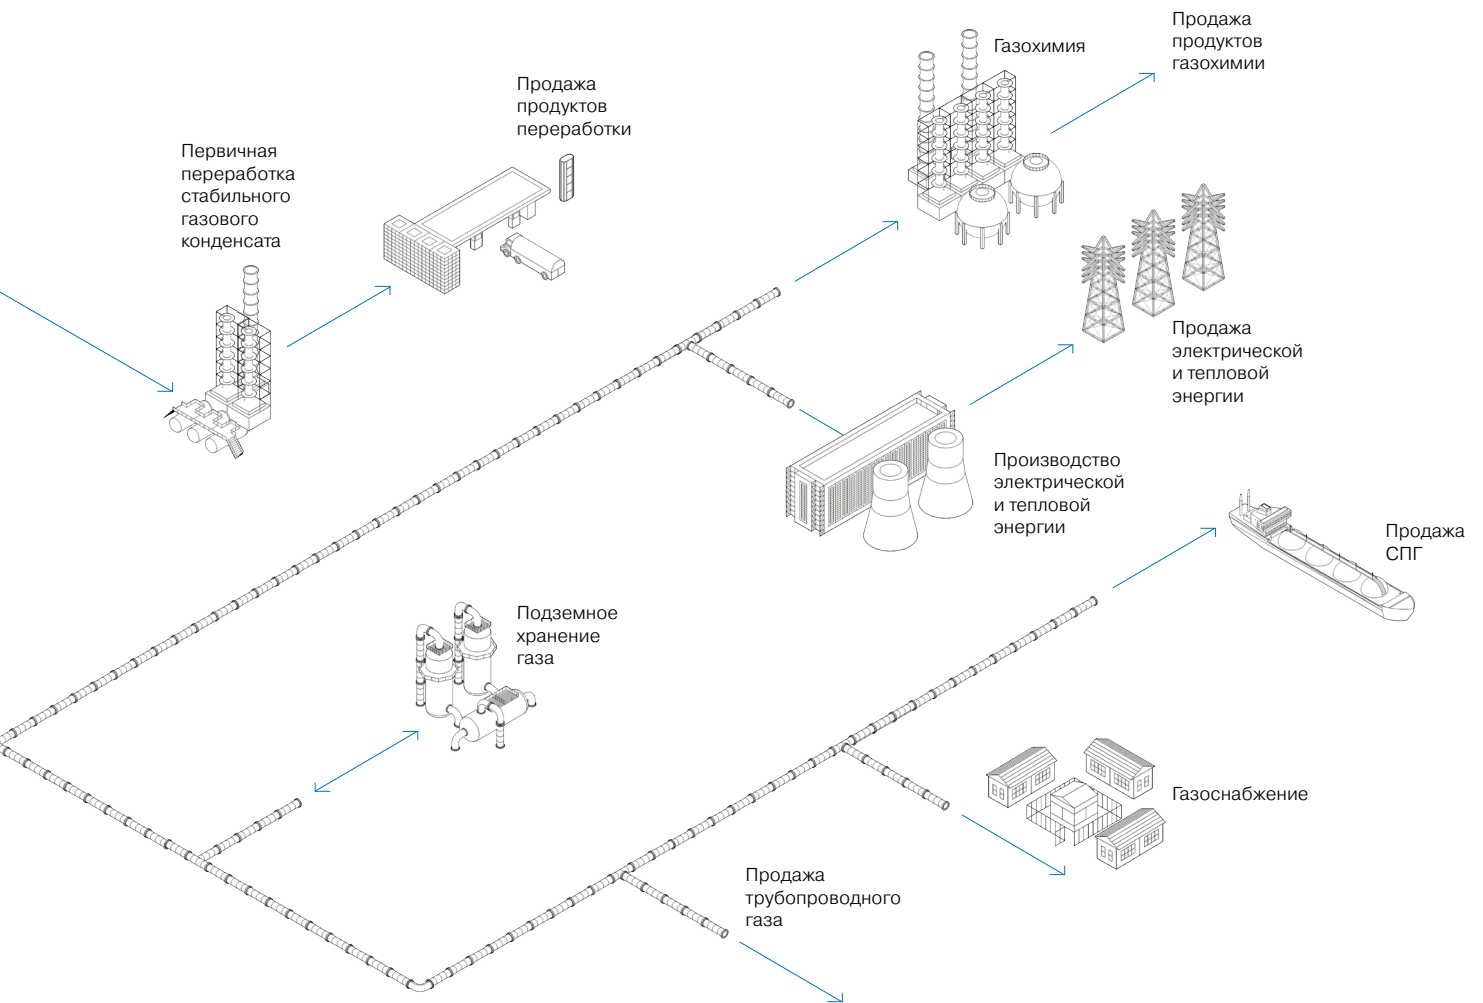 Продажа
продуктов
газохимии
Газохимия
Продажа
продуктов
переработки
Первичная
переработка
стабильного
газового
конденсата
Продажа
электрической
и тепловой
энергии
Производство
электрической
и тепловой
энергии
Продажа
СПГ
Подземное
хранение
газа
Газоснабжение
Продажа
трубопроводного
газа